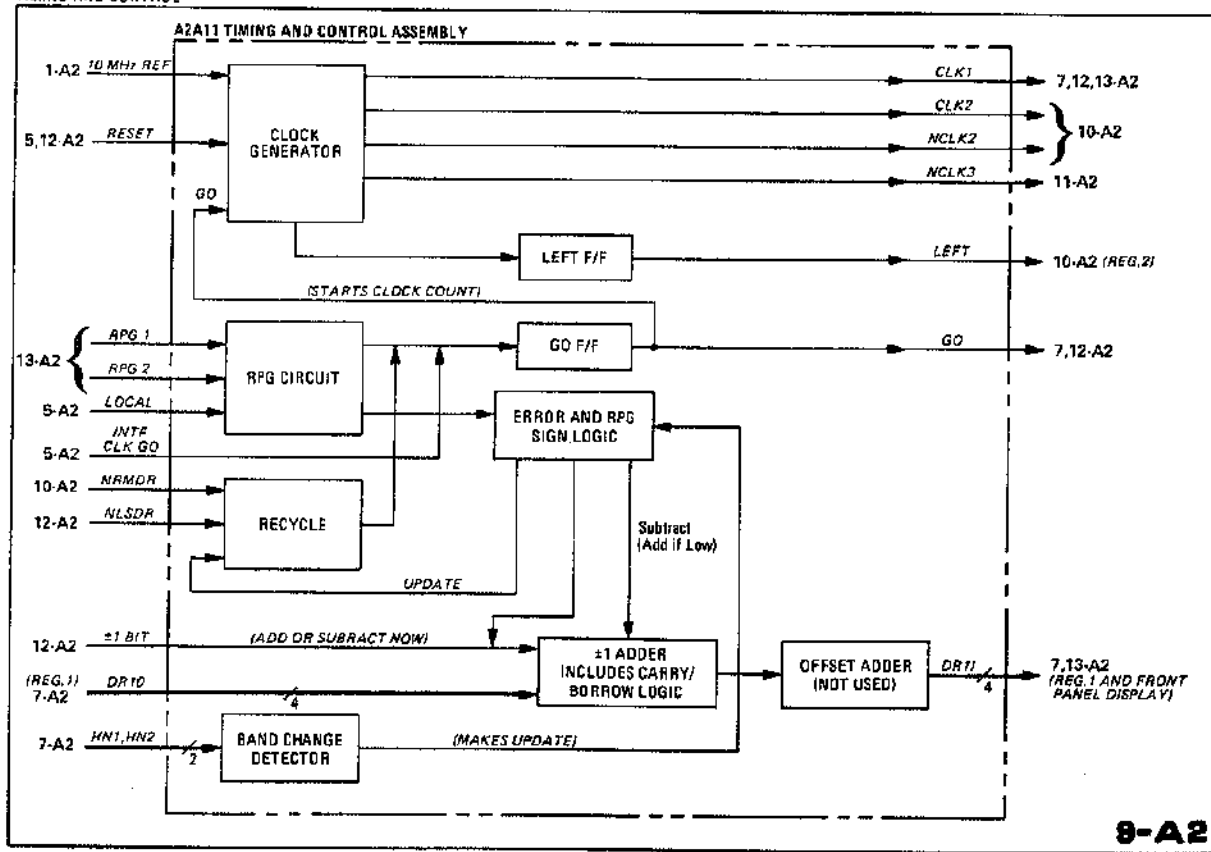 A2A11 TIMING AND CONTROL ASSEMBLY
1-A2
10 MHz REF
5,12-A2
RESET
GO
CLOCK
GENERATOR
CLK1
7,12,13-A2
CLK2
NCLK2
10-A2
NCLK3
11-A2
LEFT F/F
LEFT
10-A2 (REG.2)
(STARTS CLOCK COUNT)
13-A2
RPG 1
RPG 2
5-A2
LOCAL
INTF
CLK GO
5-A2
RPG CIRCUIT
GO F/F
GO
7,12-A2
ERROR AND RPG
SIGN LOGIC
10-A2
NRMDR
12-A2
NLSDR
RECYCLE
UPDATE
Subtract
(Add if Low)
12-A2
±1 BIT
(ADD OR SUBTRACT NOW)
(REG.1)
7-A2
DR10
4
±1 ADDER
INCLUDES CARRY/
BORROW LOGIC
OFFSET ADDER
(NOT USED)
DR11
4
7,13-A2
(REG.1 AND FRONT
PANEL DISPLAY)
7-A2
HN1,HN2
2
BAND CHANGE
DETECTOR
(MAKES UPDATE)
9-A2